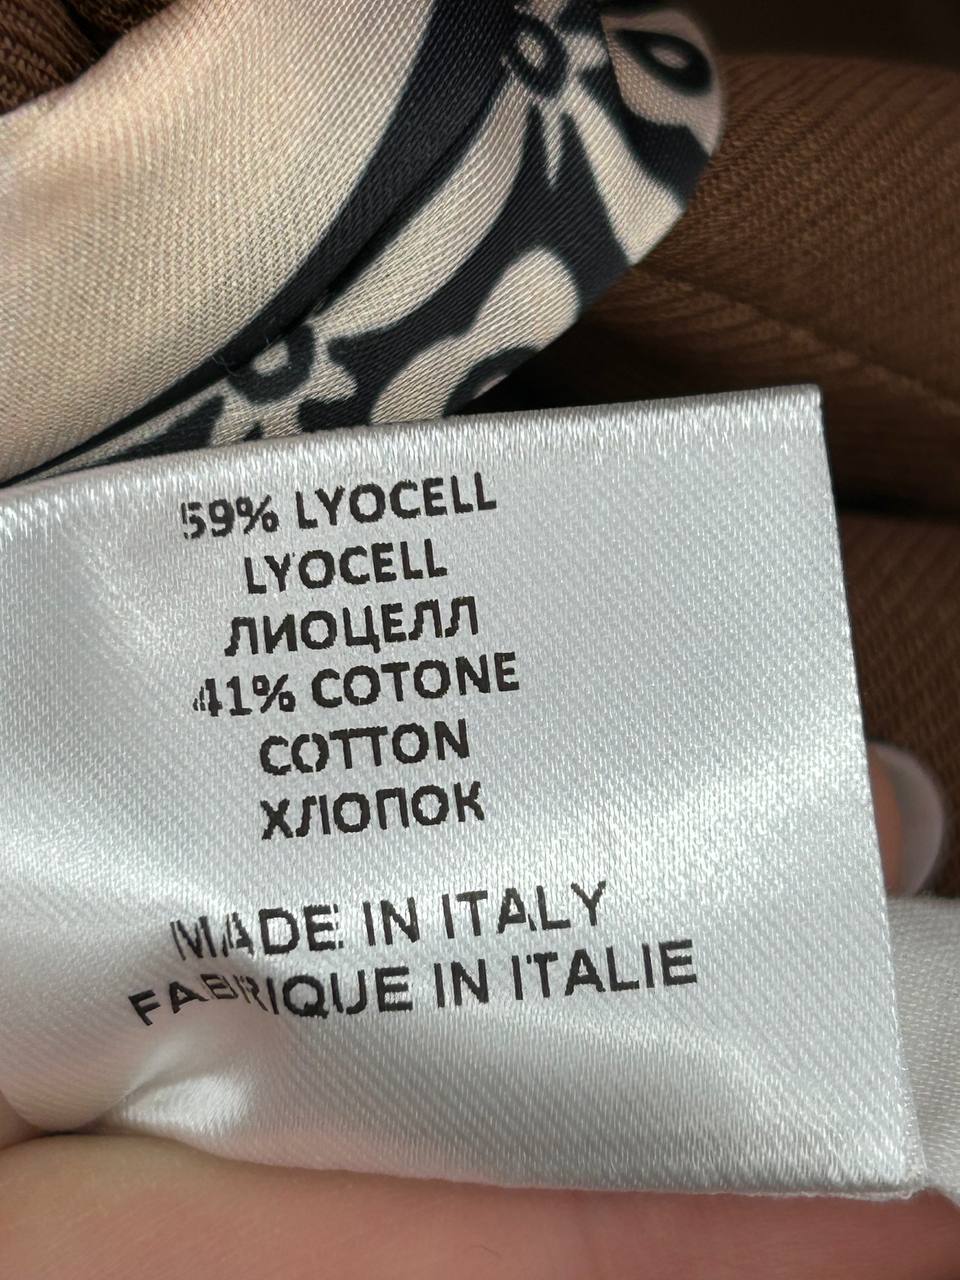 59% LYOCELL
LYOCELL
ЛИОЦЕЛЛ
41% COTONE
COTTON
ХЛОПОК
MADE IN ITALY
FABRIQUE IN ITALIE